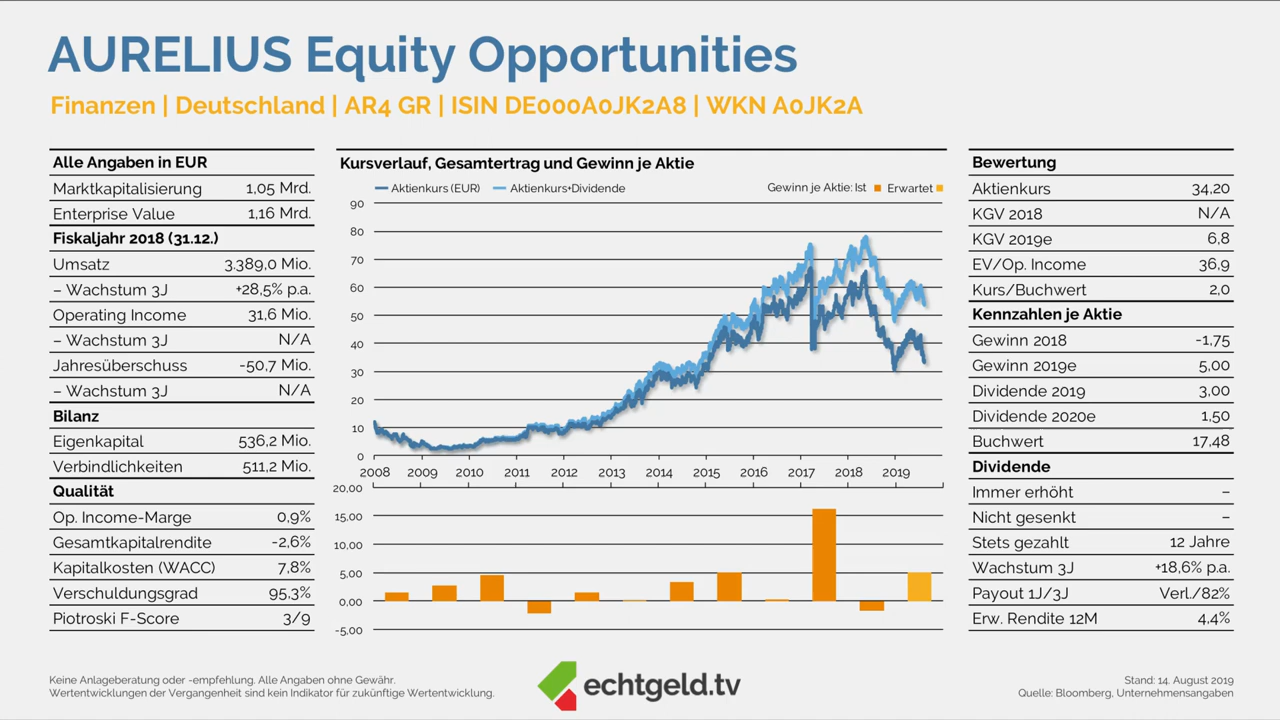 AURELIUS Equity Opportunities
Finanzen | Deutschland | AR4 GR | ISIN DE000A0JK2A8 | WKN A0JK2A
Alle Angaben in EUR
Marktkapitalisierung 1,05 Mrd.
Enterprise Value 1,16 Mrd.
Fiskaljahr 2018 (31.12.)
Umsatz 3.389,0 Mio.
– Wachstum 3J +28,5% p.a.
Operating Income 31,6 Mio.
– Wachstum 3J N/A
Jahresüberschuss -50,7 Mio.
– Wachstum 3J N/A
Bilanz
Eigenkapital 536,2 Mio.
Verbindlichkeiten 511,2 Mio.
Qualität
Op. Income-Marge 0,9%
Gesamtkapitalrendite -2,6%
Kapitalkosten (WACC) 7,8%
Verschuldungsgrad 95,3%
Piotroski F-Score 3/9
Kursverlauf, Gesamtertrag und Gewinn je Aktie
Aktienkurs (EUR) Aktienkurs+Dividende Gewinn je Aktie: Ist Erwartet
90
80
70
60
50
40
30
20
10
0
2008 2009 2010 2011 2012 2013 2014 2015 2016 2017 2018 2019
20,00
15,00
10,00
5,00
0,00
-5,00
Bewertung
Aktienkurs 34,20
KGV 2018 N/A
KGV 2019e 6,8
EV/Op. Income 36,9
Kurs/Buchwert 2,0
Kennzahlen je Aktie
Gewinn 2018 -1,75
Gewinn 2019e 5,00
Dividende 2019 3,00
Dividende 2020e 1,50
Buchwert 17,48
Dividende
Immer erhöht –
Nicht gesenkt –
Stets gezahlt 12 Jahre
Wachstum 3J +18,6% p.a.
Payout 1J/3J Verl./82%
Erw. Rendite 12M 4,4%
Keine Anlageberatung oder -empfehlung. Alle Angaben ohne Gewähr.
Wertentwicklungen der Vergangenheit sind kein Indikator für zukünftige Wertentwicklung.
echtgeld.tv
Stand: 14. August 2019
Quelle: Bloomberg, Unternehmensangaben